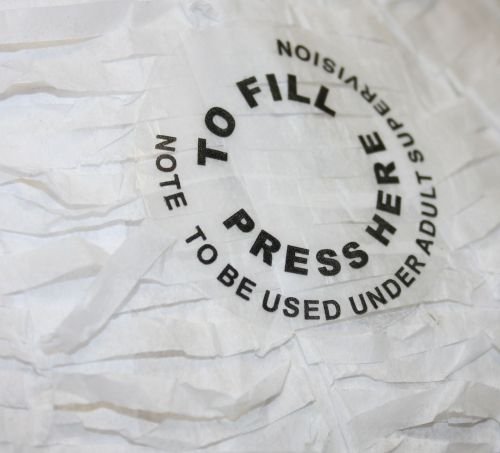 TO FILL
PRESS HERE
NOTE TO BE USED UNDER ADULT SUPERVISION